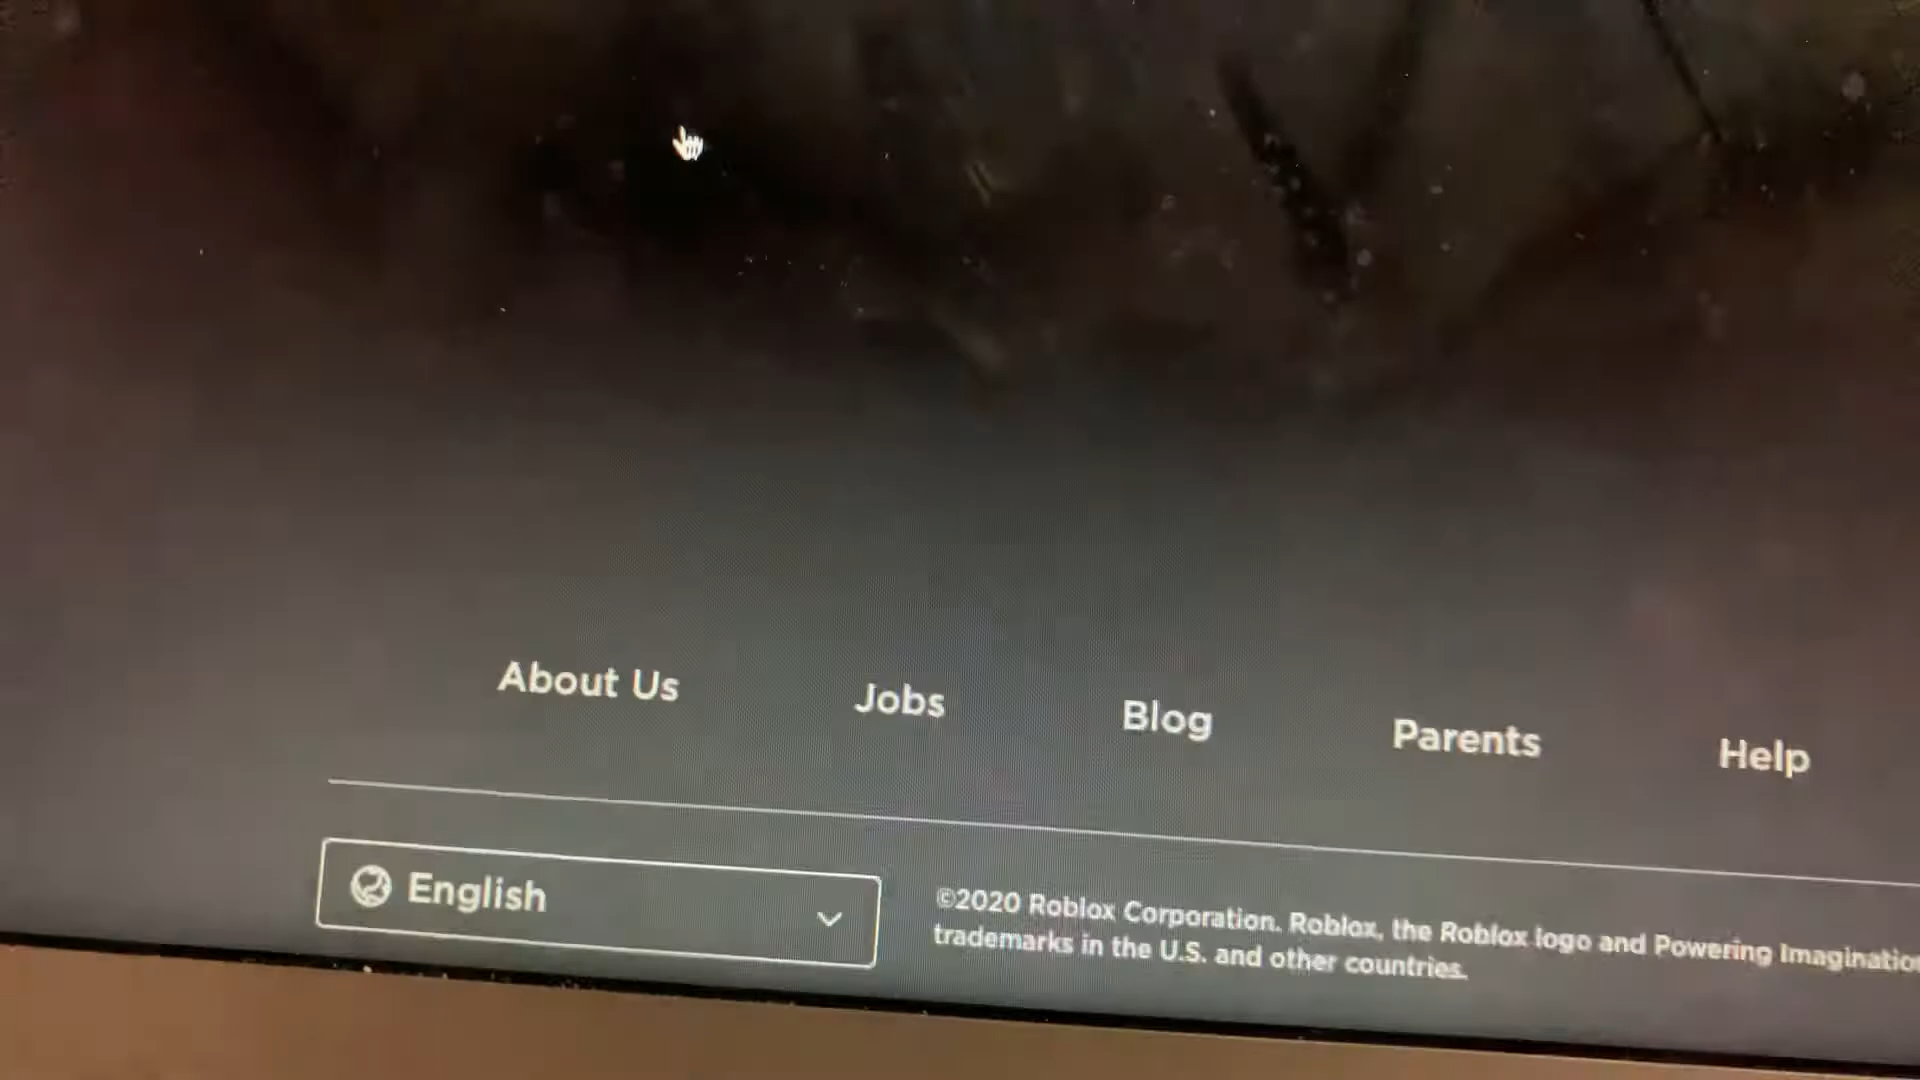 About Us
Jobs
Blog
Parents
Help
English
©2020 Roblox Corporation. Roblox, the Roblox logo and Powering Imagination
trademarks in the U.S. and other countries.